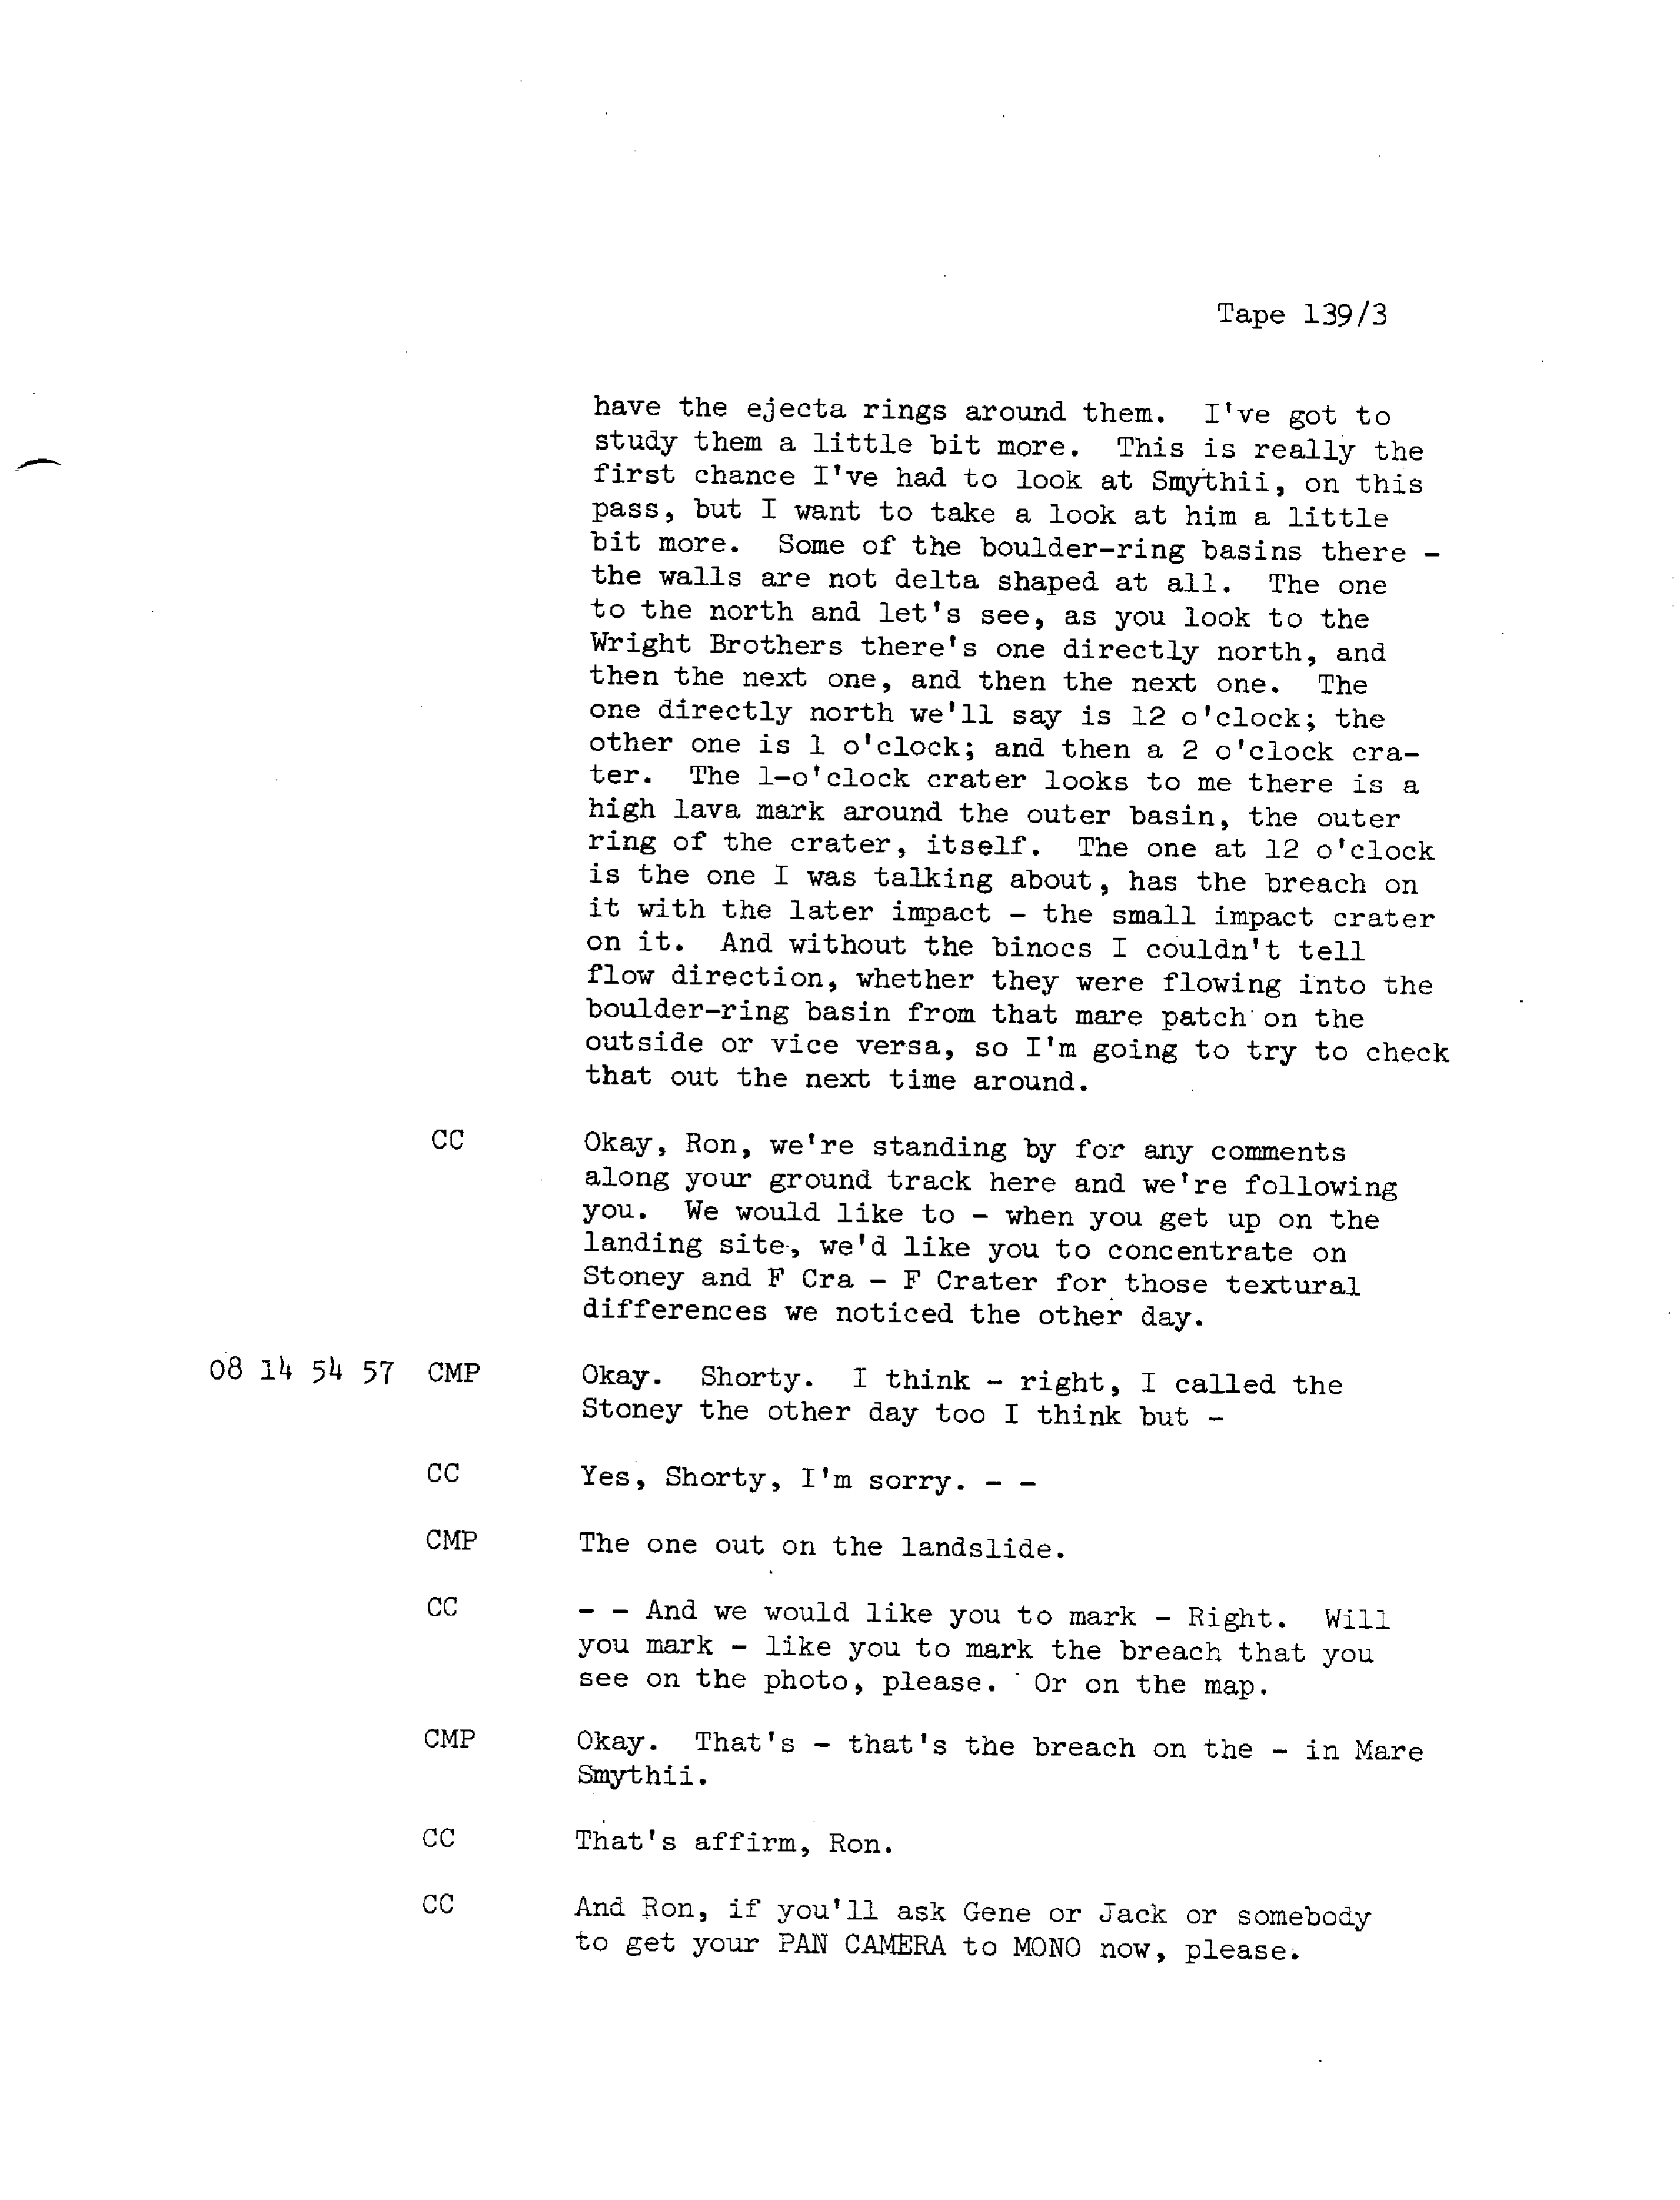 Tape 139/3
have the ejecta rings around them. I've got to
study them a little bit more. This is really the
first chance I've had to look at Smythii, on this
pass, but I want to take a look at him a little
bit more. Some of the boulder-ring basins there -
the walls are not delta shaped at all. The one
to the north and let's see, as you look to the
Wright Brothers there's one directly north, and
then the next one, and then the next one. The
one directly north we'll say is 12 o'clock; the
other one is 1 o'clock; and then a 2 o'clock cra-
ter. The 1-o'clock crater looks to me there is a
high lava mark around the outer basin, the outer
ring of the crater, itself. The one at 12 o'clock
is the one I was talking about, has the breach on
it with the later impact - the small impact crater
on it. And without the binocs I couldn't tell
flow direction, whether they were flowing into the
boulder-ring basin from that mare patch on the
outside or vice versa, so I'm going to try to check
that out the next time around.
CC Okay, Ron, we're standing by for any comments
along your ground track here and we're following
you. We would like to - when you get up on the
landing site, we'd like you to concentrate on
Stoney and F Cra - F Crater for those textural
differences we noticed the other day.
08 14 54 57 CMP Okay. Shorty. I think - right, I called the
Stoney the other day too I think but -
CC Yes, Shorty, I'm sorry. - -
CMP The one out on the landslide.
CC - - And we would like you to mark - Right. Will
you mark - like you to mark the breach that you
see on the photo, please. Or on the map.
CMP Okay. That's - that's the breach on the - in Mare
Smythii.
CC That's affirm, Ron.
CC And Ron, if you'll ask Gene or Jack or somebody
to get your PAN CAMERA to MONO now, please.